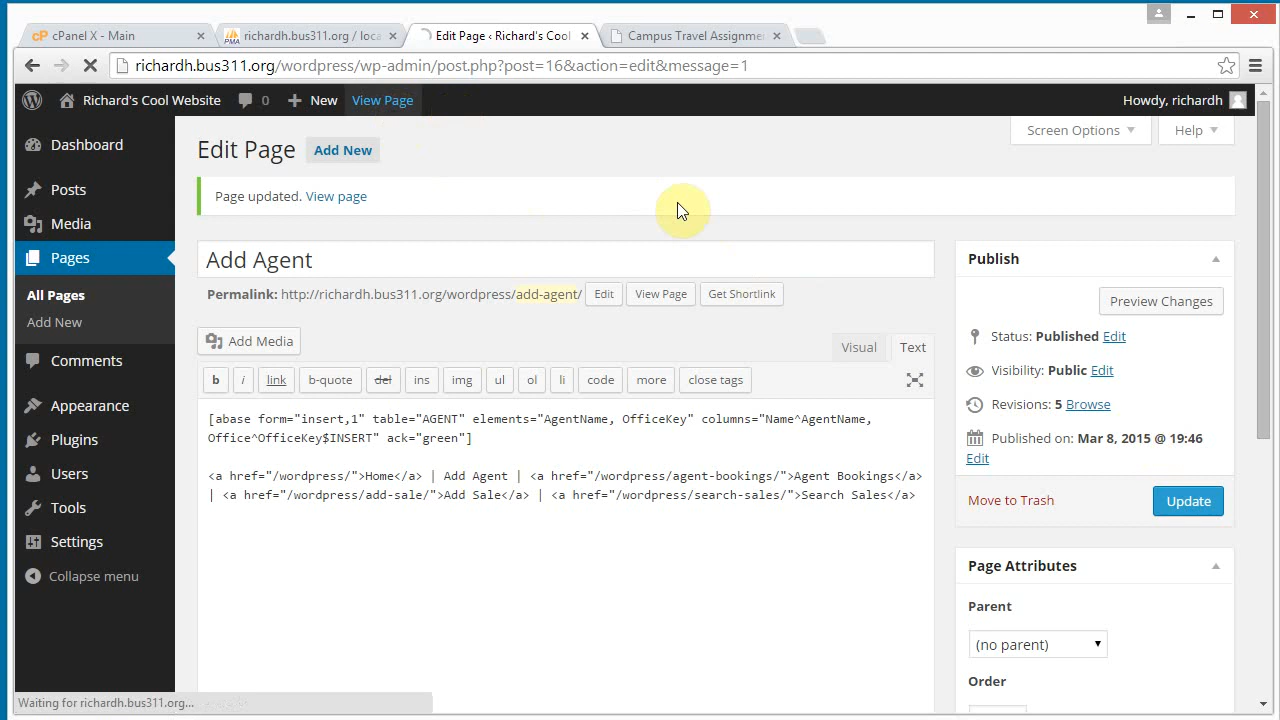 cPanel X - Main
richardh.bus311.org / loca
Edit Page ‹ Richard's Cool
Campus Travel Assignme
richardh.bus311.org/wordpress/wp-admin/post.php?post=16&action=edit&message=1
Richard's Cool Website 0 New View Page Howdy, richardh
Screen Options Help
Dashboard
Posts
Media
Pages
All Pages
Add New
Comments
Appearance
Plugins
Users
Tools
Settings
Collapse menu
Edit Page Add New
Page updated. View page
Add Agent
Permalink: http://richardh.bus311.org/wordpress/add-agent/ Edit View Page Get Shortlink
Add Media
Visual Text
b i link b-quote del ins img ul ol li code more close tags
[abase form="insert,1" table="AGENT" elements="AgentName, OfficeKey" columns="Name^AgentName,
Office^OfficeKey$INSERT" ack="green"]
<a href="/wordpress/">Home</a> | Add Agent | <a href="/wordpress/agent-bookings/">Agent Bookings</a>
| <a href="/wordpress/add-sale/">Add Sale</a> | <a href="/wordpress/search-sales/">Search Sales</a>
Publish
Preview Changes
Status: Published Edit
Visibility: Public Edit
Revisions: 5 Browse
Published on: Mar 8, 2015 @ 19:46
Edit
Move to Trash Update
Page Attributes
Parent
(no parent)
Order
Waiting for richardh.bus311.org...